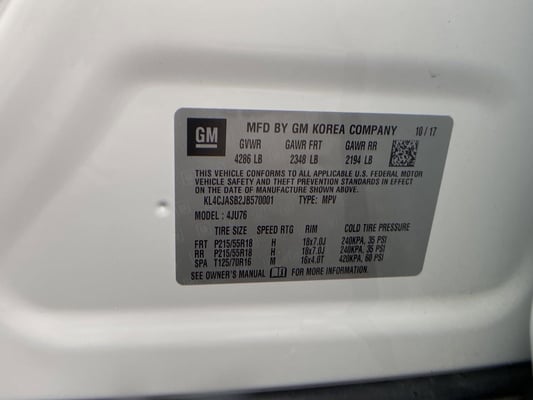 GM MFD BY GM KOREA COMPANY 10/17
GVWR GAWR FRT GAWR RR
4286 LB 2348 LB 2194 LB
THIS VEHICLE CONFORMS TO ALL APPLICABLE U.S. FEDERAL MOTOR
VEHICLE SAFETY AND THEFT PREVENTION STANDARDS IN EFFECT
ON THE DATE OF MANUFACTURE SHOWN ABOVE.
KL4CJASB2JB570001 TYPE: MPV
MODEL : 4JU76
TIRE SIZE SPEED RTG RIM COLD TIRE PRESSURE
FRT P215/55R18 H 18x7.0J 240KPA, 35 PSI
RR P215/55R18 H 18x7.0J 240KPA, 35 PSI
SPA T125/70R16 M 16x4.0T 420KPA, 60 PSI
SEE OWNER'S MANUAL FOR MORE INFORMATION.